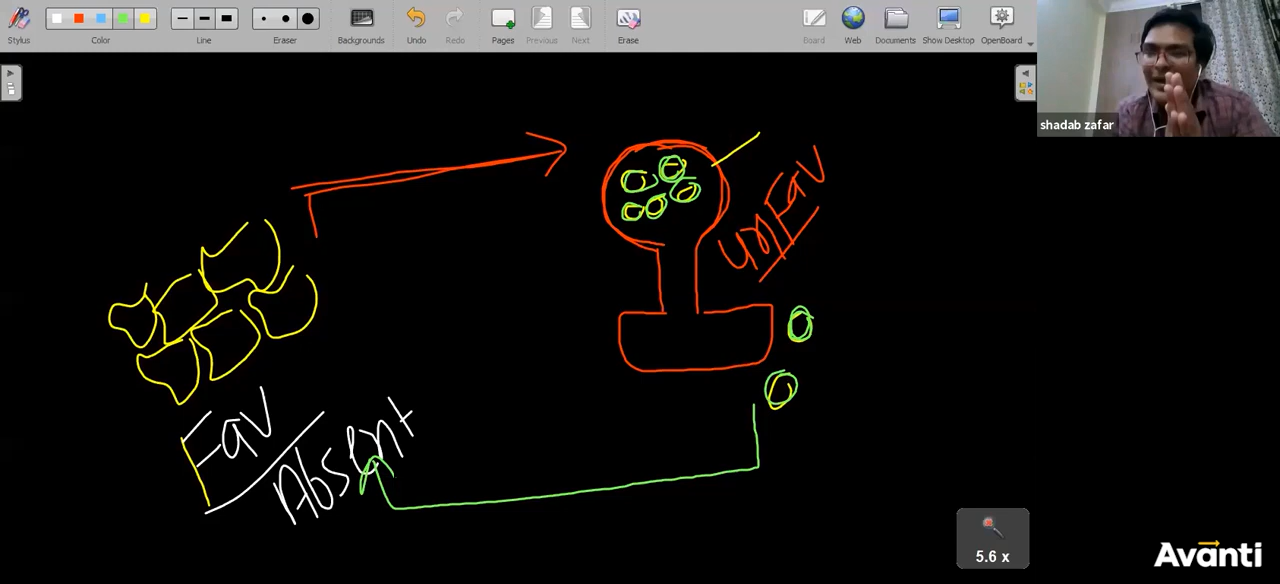 Stylus
Color
Line
Eraser
Backgrounds
Undo
Redo
Pages
Previous
Next
Erase
Board
Web
Documents
Show Desktop
OpenBoard
shadab zafar
UnFav
Fav
Absent
5.6 x
Avanti